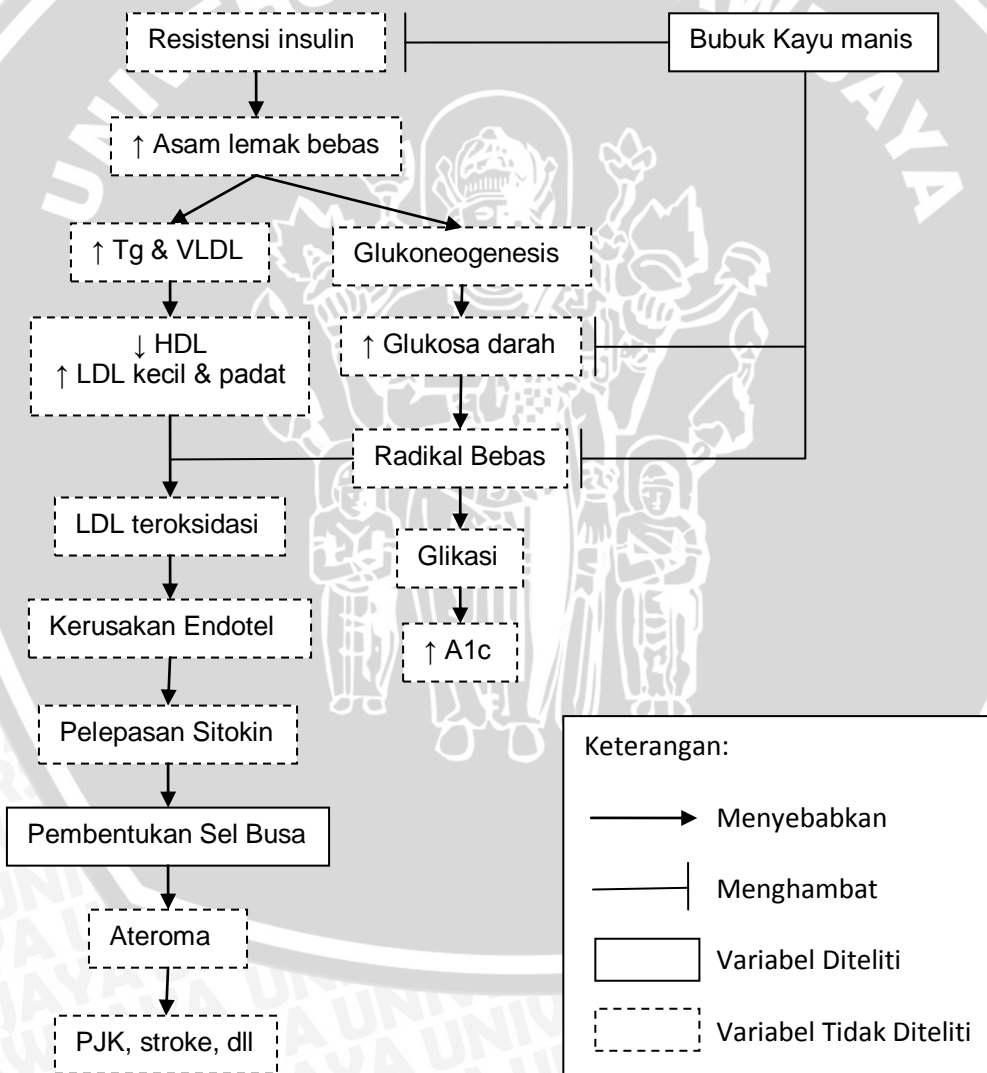 Resistensi insulin
Bubuk Kayu manis
↑ Asam lemak bebas
↑ Tg & VLDL
Glukoneogenesis
↓ HDL
↑ LDL kecil & padat
↑ Glukosa darah
Radikal Bebas
LDL teroksidasi
Glikasi
Kerusakan Endotel
↑ A1c
Pelepasan Sitokin
Pembentukan Sel Busa
Ateroma
PJK, stroke, dll
Keterangan:
Menyebabkan
Menghambat
Variabel Diteliti
Variabel Tidak Diteliti